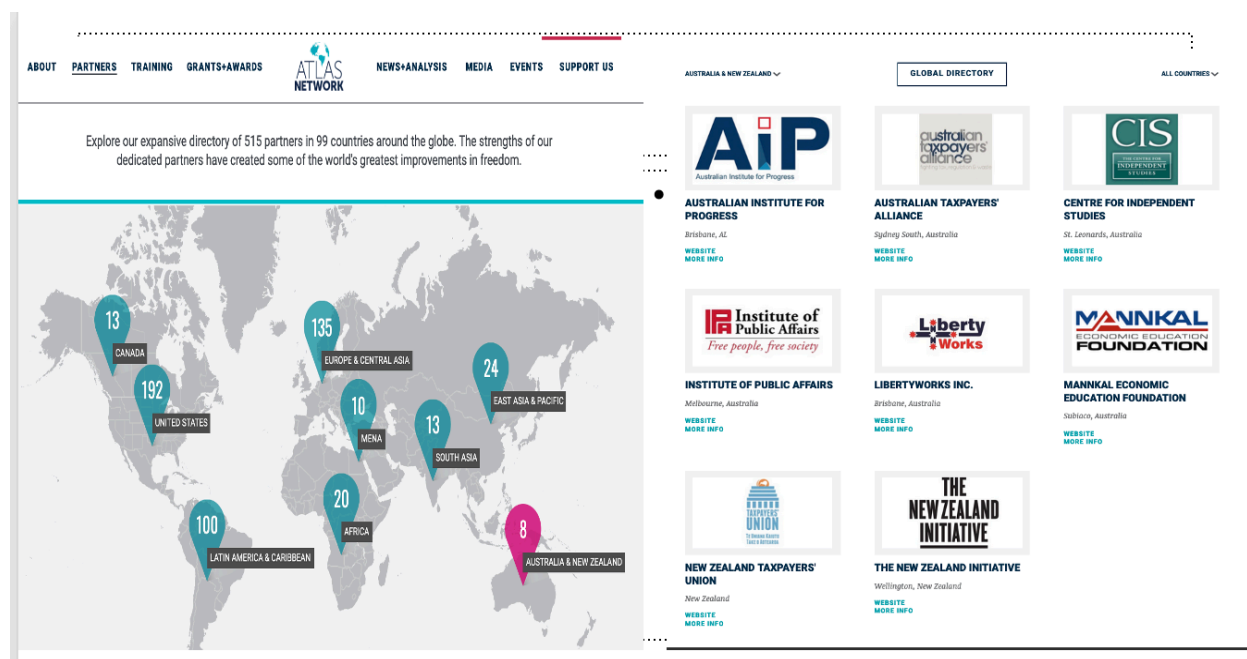 ABOUT
PARTNERS
TRAINING
GRANTS+AWARDS
ATLAS
NETWORK
NEWS+ANALYSIS
MEDIA
EVENTS
SUPPORT US
Explore our expansive directory of 515 partners in 99 countries around the globe. The strengths of our
dedicated partners have created some of the world's greatest improvements in freedom.
13
CANADA
192
UNITED STATES
135
EUROPE & CENTRAL ASIA
10
MENA
24
EAST ASIA & PACIFIC
13
SOUTH ASIA
20
AFRICA
100
LATIN AMERICA & CARIBBEAN
8
AUSTRALIA & NEW ZEALAND
AUSTRALIA & NEW ZEALAND
GLOBAL DIRECTORY
ALL COUNTRIES
AiP
Australian Institute for Progress
AUSTRALIAN INSTITUTE FOR
PROGRESS
Brisbane, AL
WEBSITE
MORE INFO
australian
taxpayers'
alliance
AUSTRALIAN TAXPAYERS'
ALLIANCE
Sydney South, Australia
WEBSITE
MORE INFO
CIS
THE CENTRE FOR
INDEPENDENT
STUDIES
CENTRE FOR INDEPENDENT
STUDIES
St. Leonards, Australia
WEBSITE
MORE INFO
IPA
Institute of
Public Affairs
Free people, free society
INSTITUTE OF PUBLIC AFFAIRS
Melbourne, Australia
WEBSITE
MORE INFO
Liberty
Works
LIBERTYWORKS INC.
Brisbane, Australia
WEBSITE
MORE INFO
MANNKAL
ECONOMIC EDUCATION
FOUNDATION
MANNKAL ECONOMIC
EDUCATION FOUNDATION
Subiaco, Australia
WEBSITE
MORE INFO
TAXPAYERS'
UNION
NEW ZEALAND TAXPAYERS'
UNION
New Zealand
WEBSITE
MORE INFO
THE
NEW ZEALAND
INITIATIVE
THE NEW ZEALAND INITIATIVE
Wellington, New Zealand
WEBSITE
MORE INFO